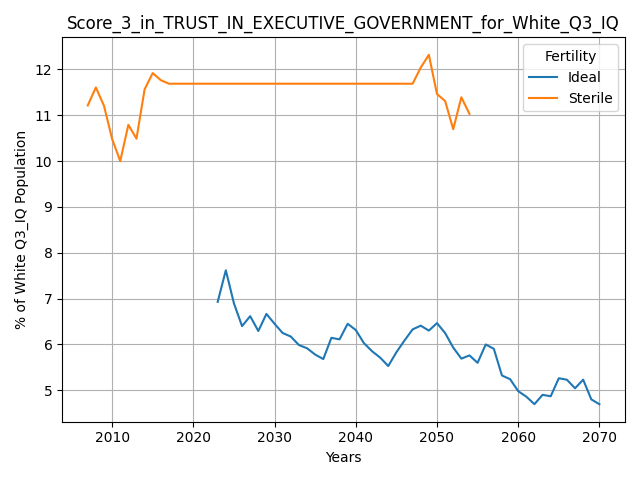 Score_3_in_TRUST_IN_EXECUTIVE_GOVERNMENT_for_White_Q3_IQ
Fertility
Ideal
Sterile
% of White Q3_IQ Population
12
11
10
9
8
7
6
5
2010 2020 2030 2040 2050 2060 2070
Years